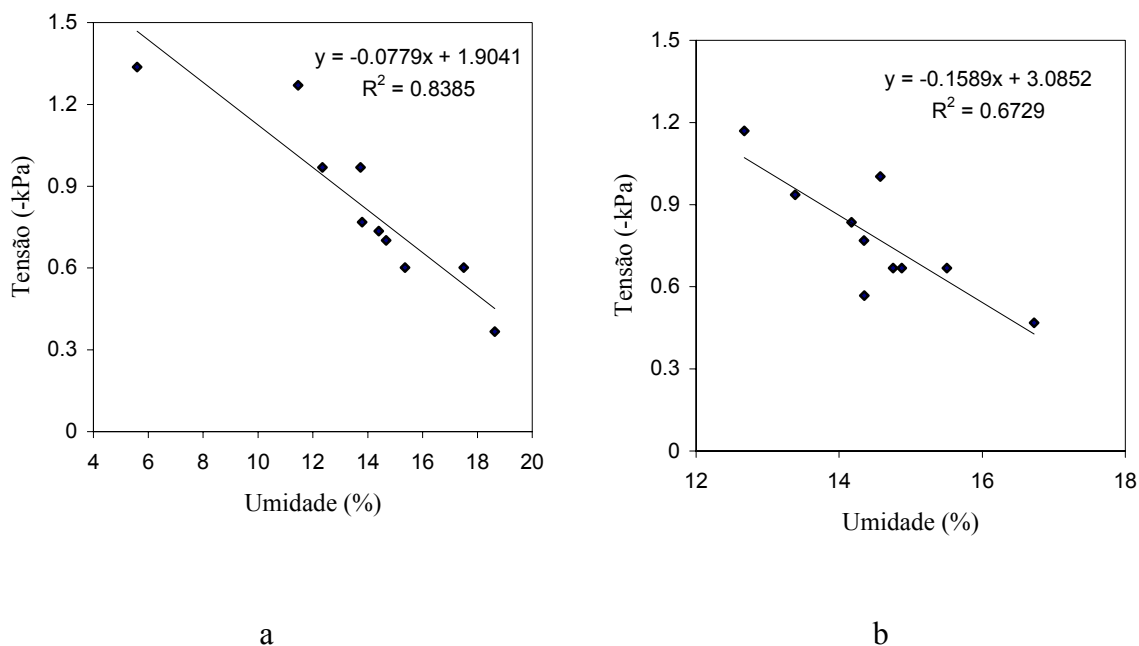 1.5
1.2
0.9
0.6
0.3
0
Tensão (-kPa)
y = -0.0779x + 1.9041
R² = 0.8385
4 6 8 10 12 14 16 18 20
Umidade (%)
a
1.5
1.2
0.9
0.6
0.3
0
Tensão (-kPa)
y = -0.1589x + 3.0852
R² = 0.6729
12 14 16 18
Umidade (%)
b